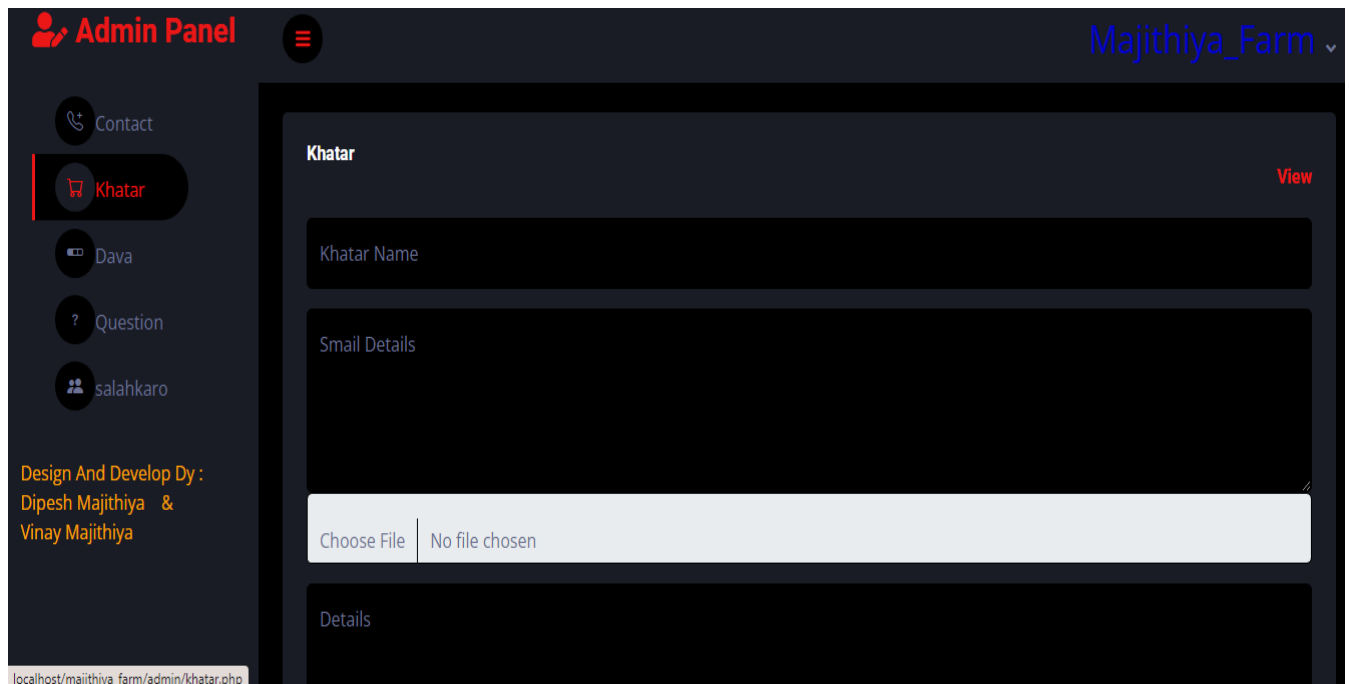 Admin Panel
Majithiya_Farm
Contact
Khatar
Dava
Question
salahkaro
Design And Develop Dy :
Dipesh Majithiya &
Vinay Majithiya
Khatar
View
Khatar Name
Smail Details
Choose File No file chosen
Details
localhost/majithiya_farm/admin/khatar.php